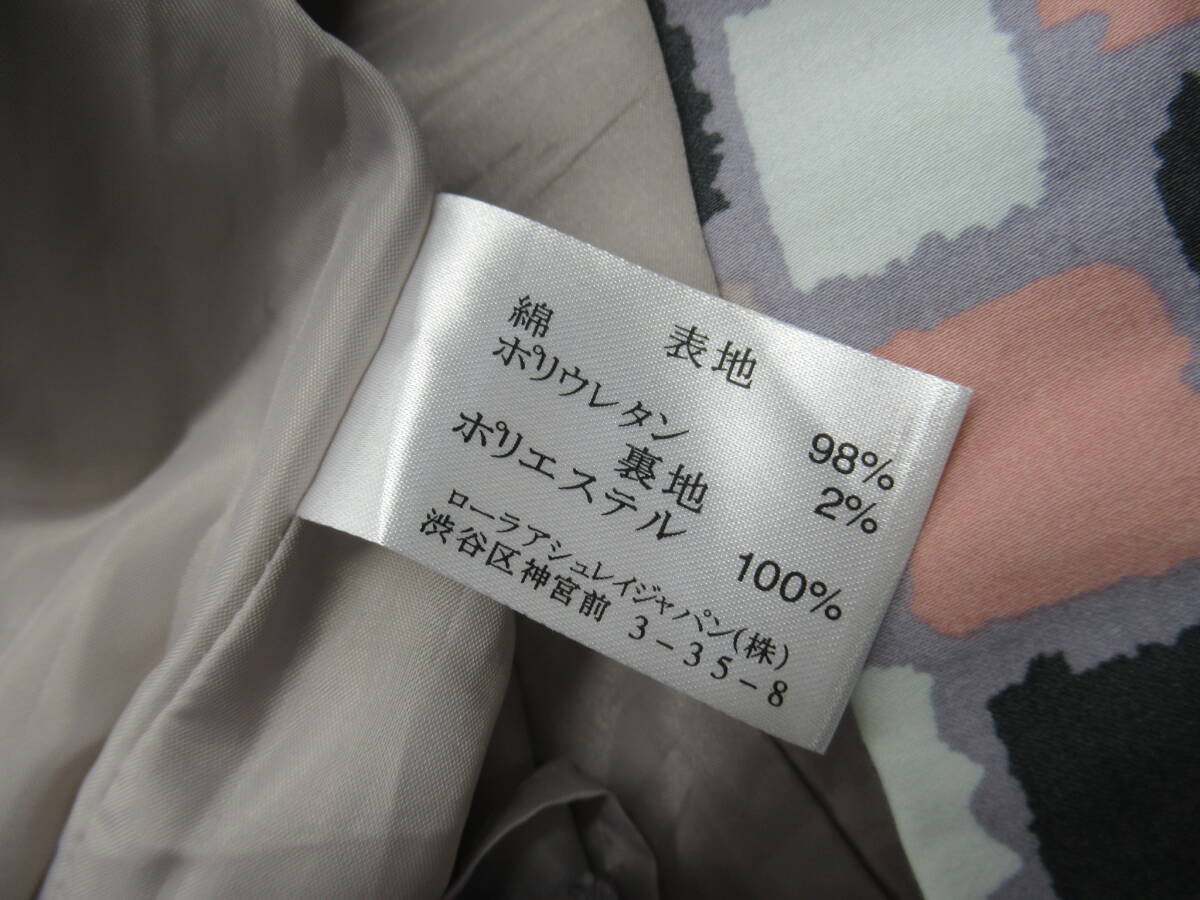 表地
綿 98%
ポリウレタン 2%
裏地
ポリエステル 100%
ローラアシュレイジャパン(株)
渋谷区神宮前 3-35-8